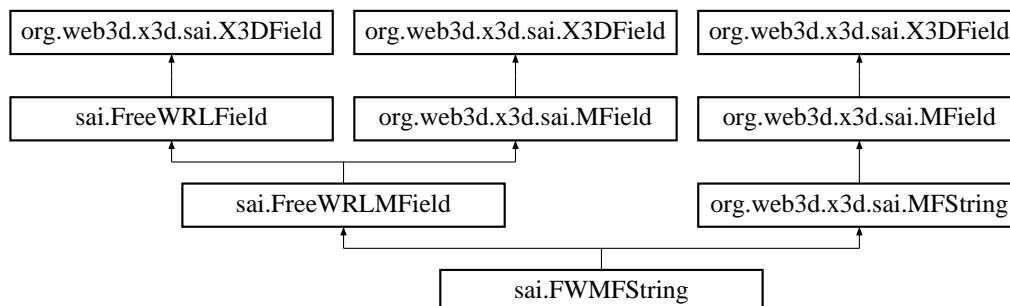 org.web3d.x3d.sai.X3DField org.web3d.x3d.sai.X3DField org.web3d.x3d.sai.X3DField
sai.FreeWRLField org.web3d.x3d.sai.MField org.web3d.x3d.sai.MField
sai.FreeWRLMField org.web3d.x3d.sai.MFString
sai.FWMFString